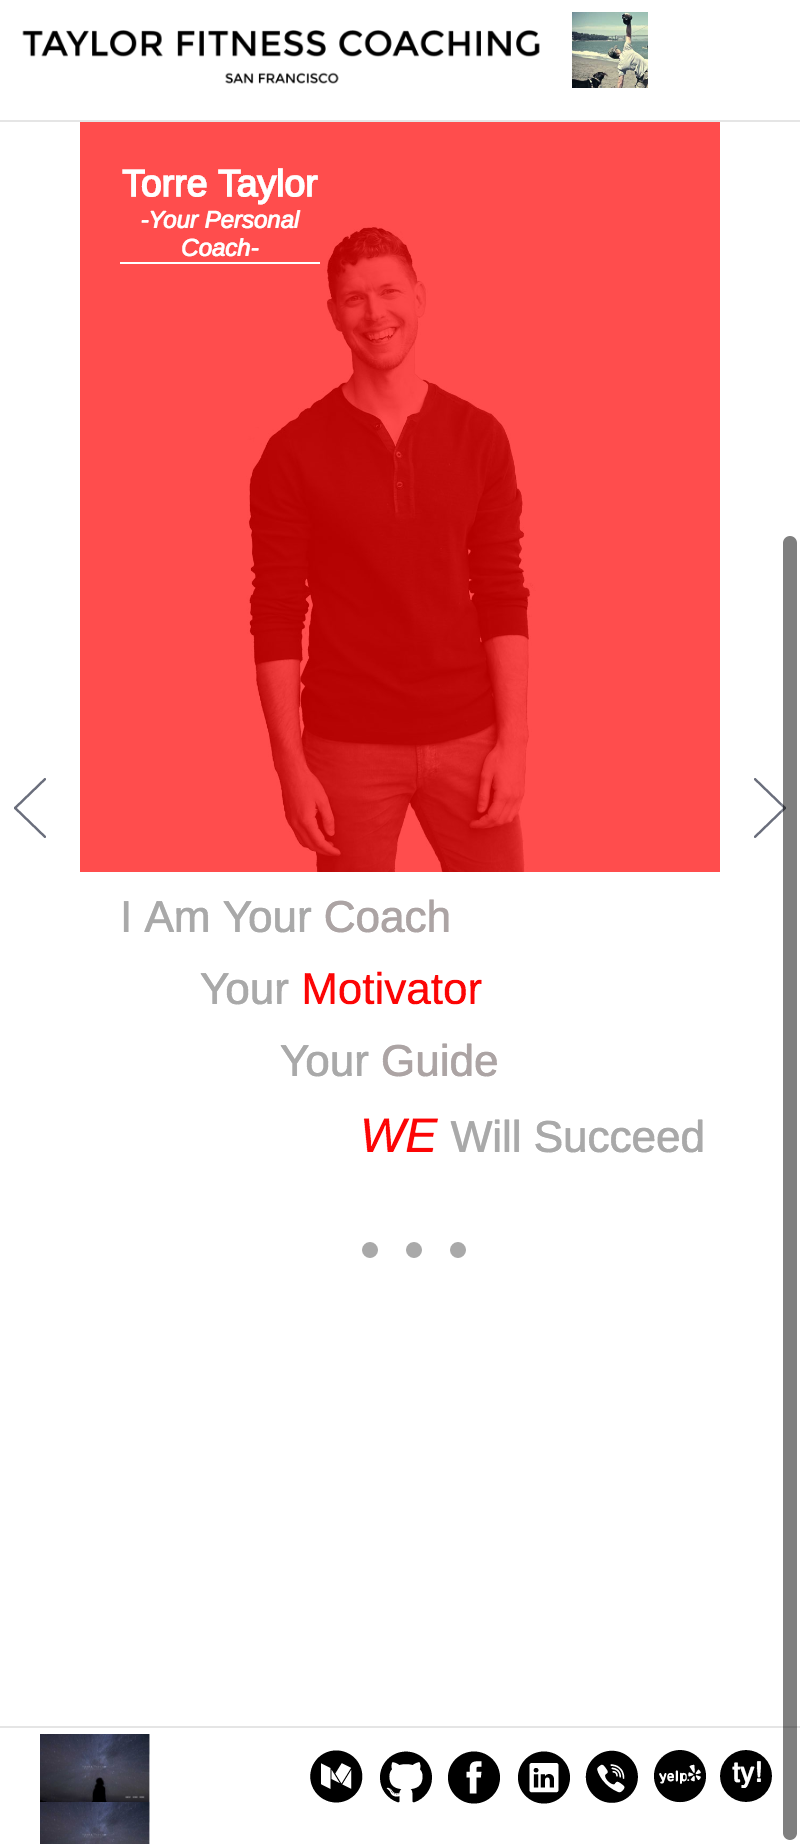 TAYLOR FITNESS COACHING
SAN FRANCISCO
Torre Taylor
-Your Personal
Coach-
I Am Your Coach
Your Motivator
Your Guide
WE Will Succeed
f
in
yelp
ty!